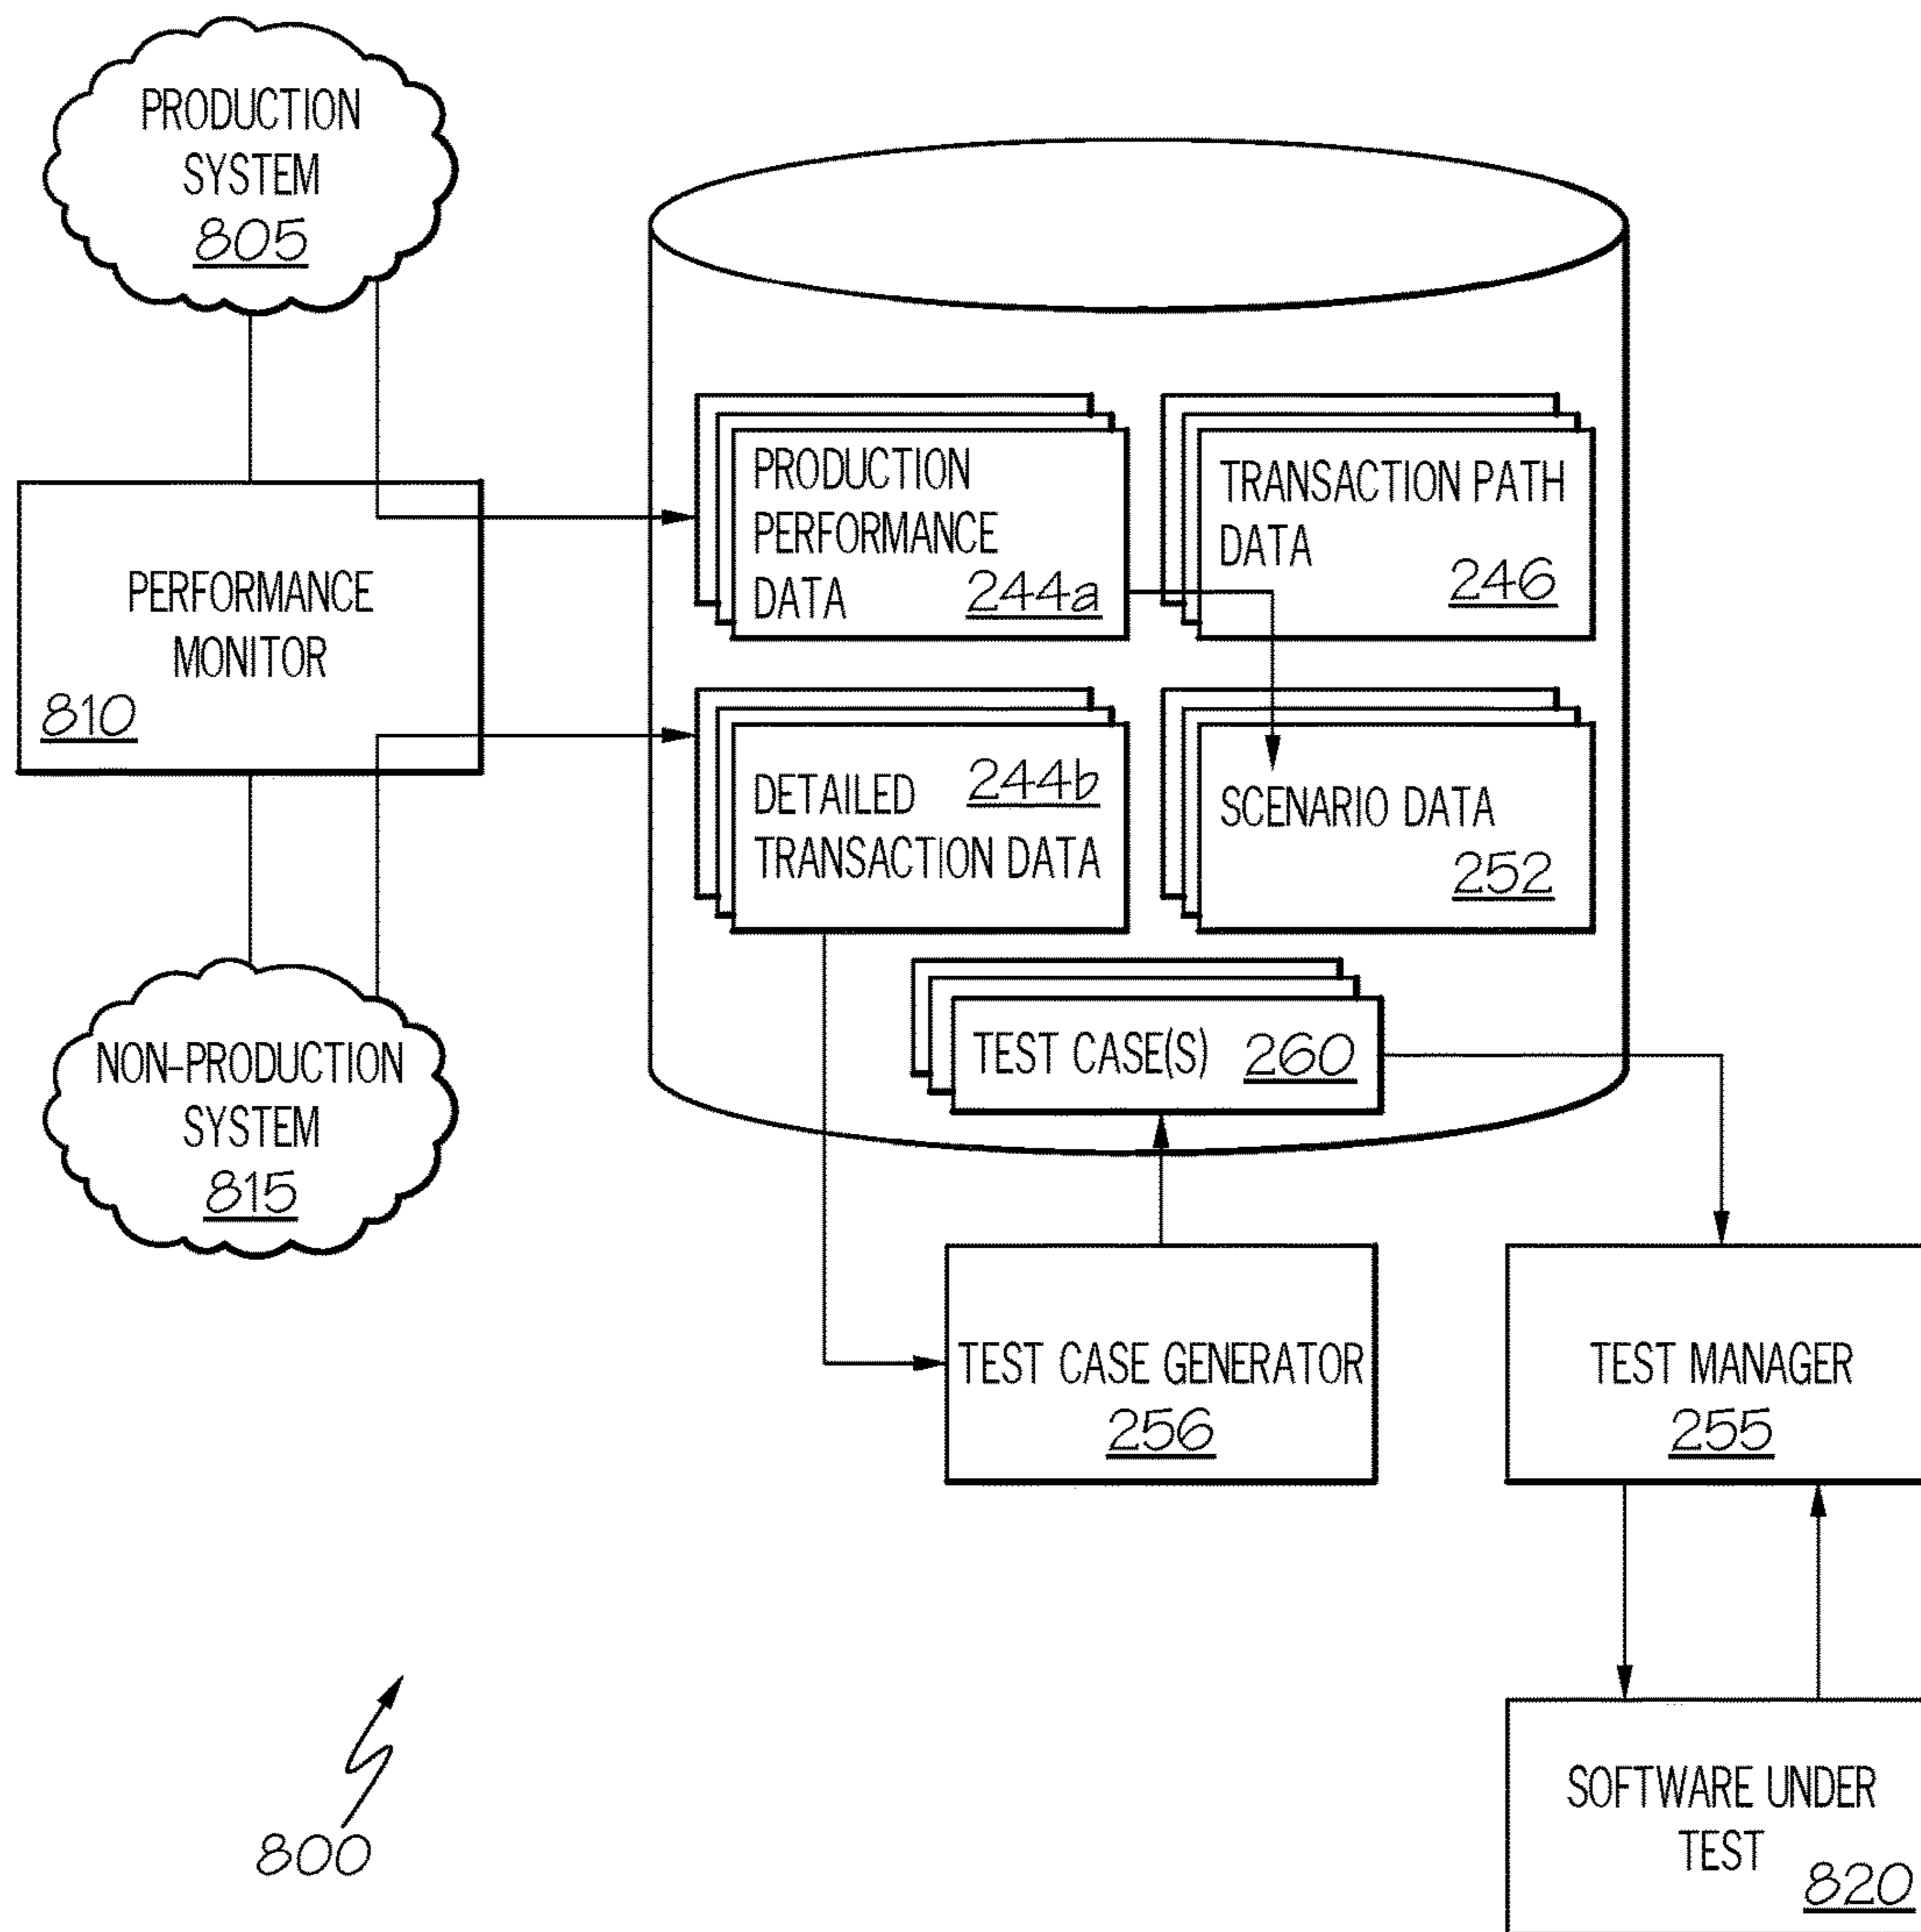 PRODUCTION
SYSTEM
805
PERFORMANCE
MONITOR
810
NON-PRODUCTION
SYSTEM
815
PRODUCTION
PERFORMANCE
DATA 244a
TRANSACTION PATH
DATA
246
244b
DETAILED
TRANSACTION DATA
SCENARIO DATA
252
TEST CASE(S) 260
TEST CASE GENERATOR
256
TEST MANAGER
255
SOFTWARE UNDER
TEST
820
800